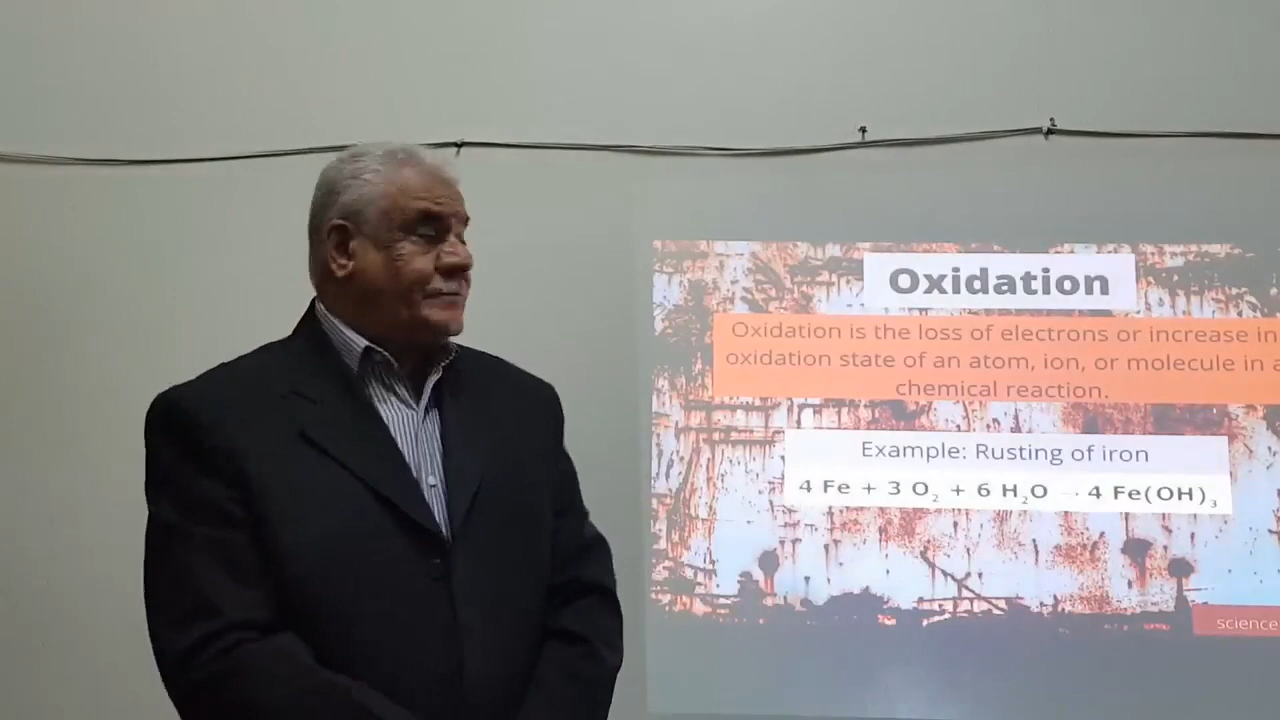 Oxidation
Oxidation is the loss of electrons or increase in
oxidation state of an atom, ion, or molecule in a
chemical reaction.
Example: Rusting of iron
4 Fe + 3 O₂ + 6 H₂O → 4 Fe(OH)₃
science